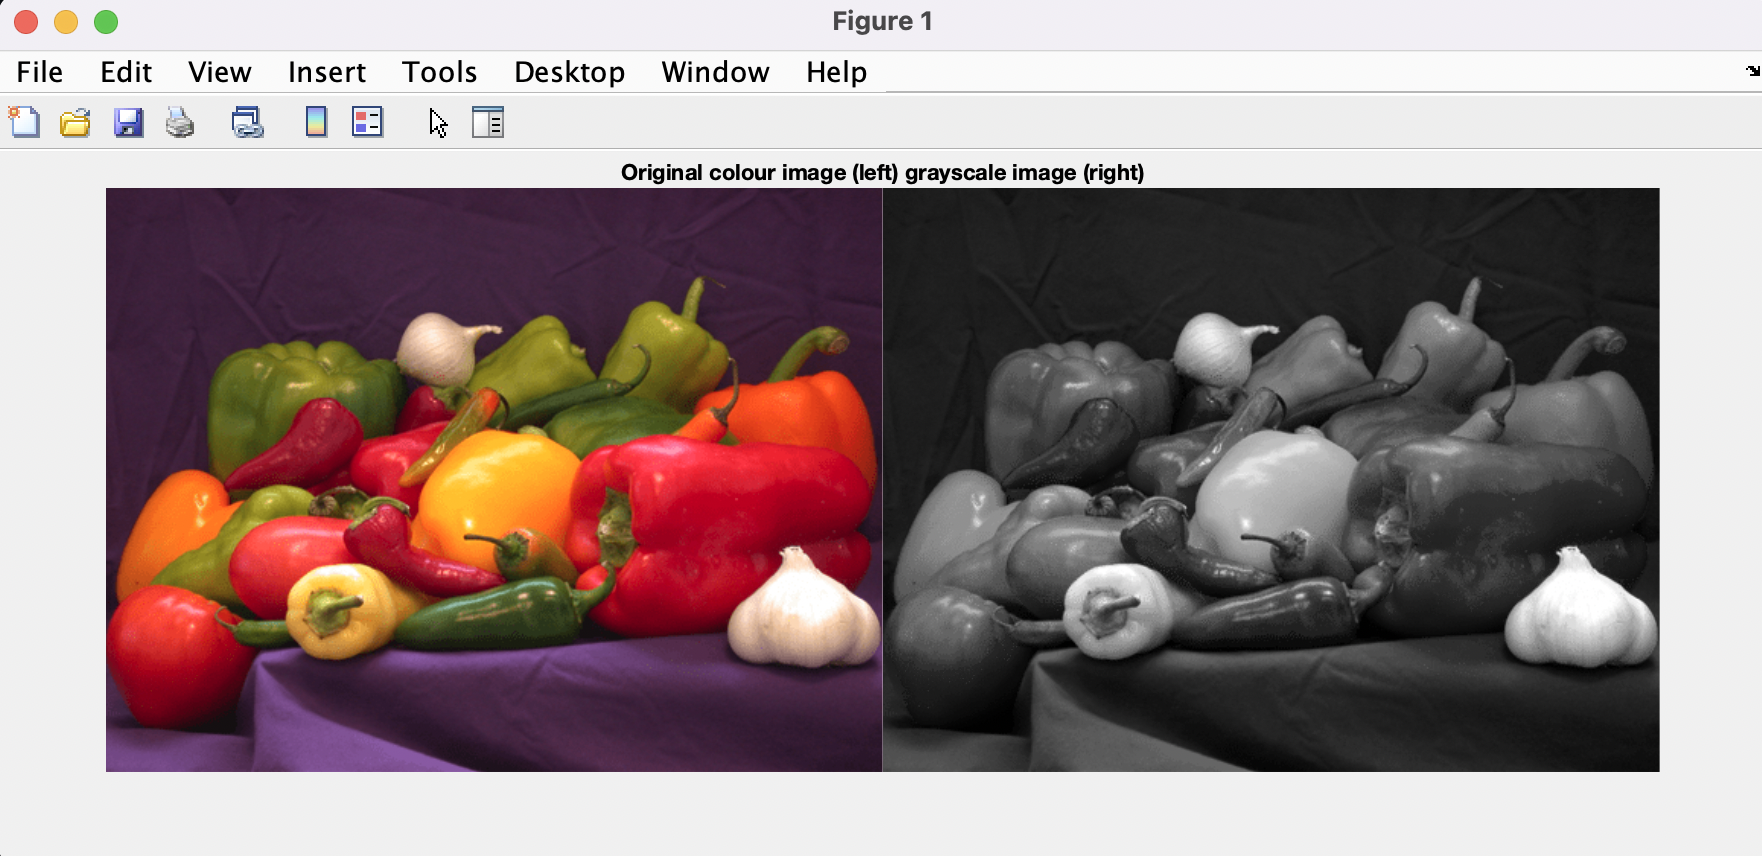 Figure 1
File Edit View Insert Tools Desktop Window Help
Original colour image (left) grayscale image (right)